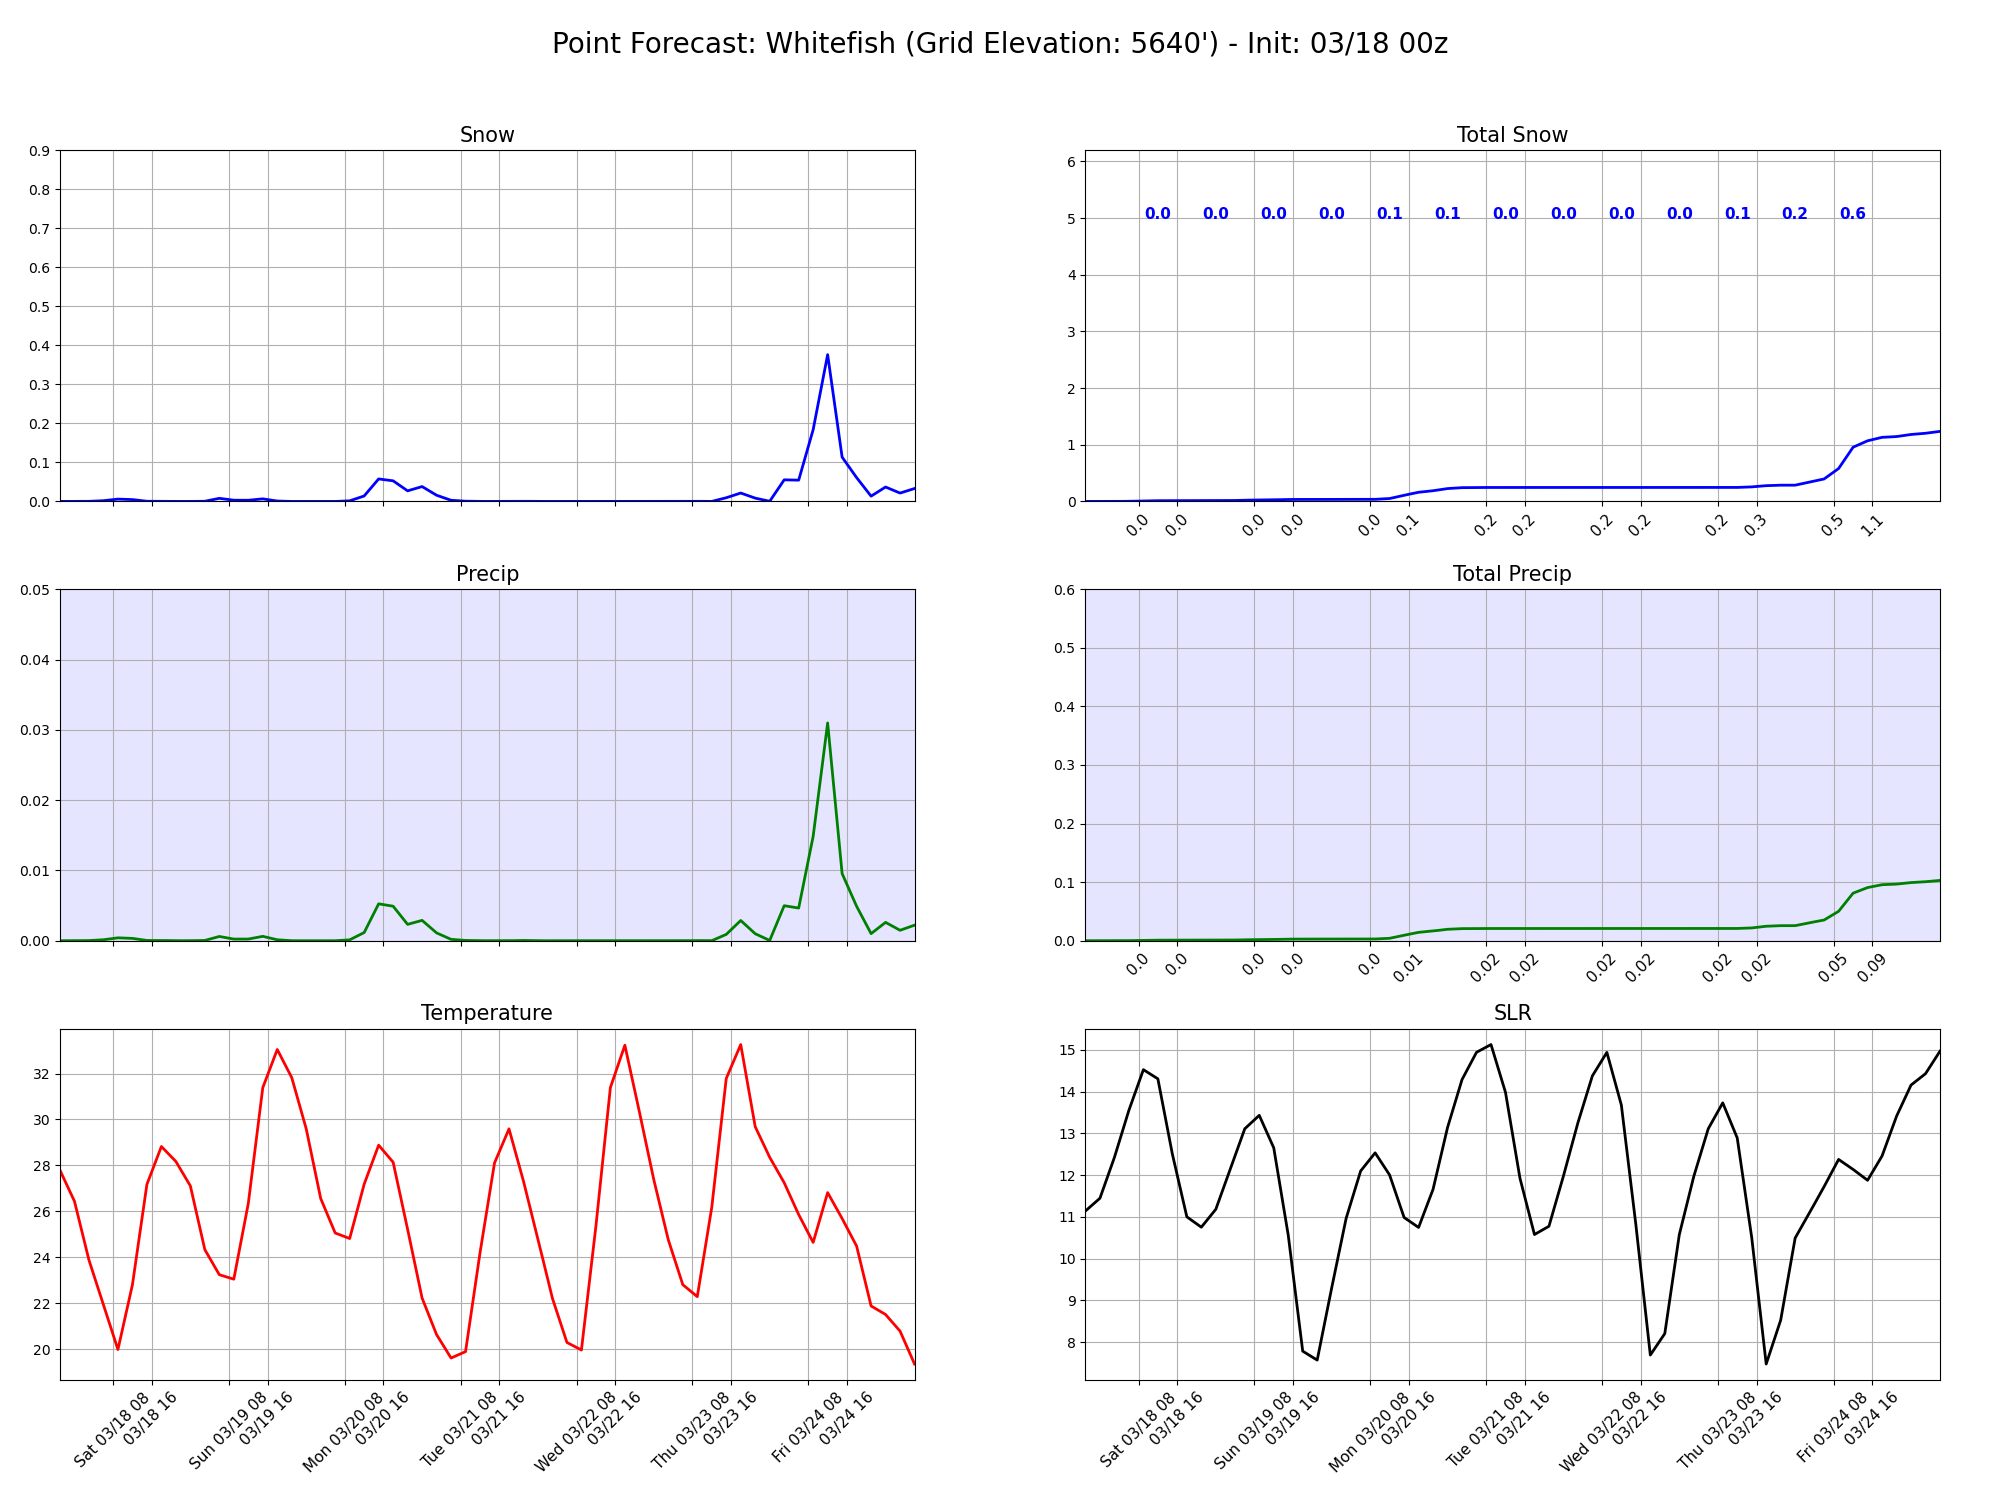 Point Forecast: Whitefish (Grid Elevation: 5640') - Init: 03/18 00z
Snow
0.9
0.8
0.7
0.6
0.5
0.4
0.3
0.2
0.1
0.0
Total Snow
6
5
4
3
2
1
0
0.0 0.0 0.0 0.0 0.1 0.1 0.0 0.0 0.0 0.0 0.1 0.2 0.6
0.0 0.0 0.0 0.0 0.0 0.1 0.2 0.2 0.2 0.2 0.2 0.3 0.5 1.1
Precip
0.05
0.04
0.03
0.02
0.01
0.00
Total Precip
0.6
0.5
0.4
0.3
0.2
0.1
0.0
0.0 0.0 0.0 0.0 0.0 0.01 0.02 0.02 0.02 0.02 0.02 0.02 0.05 0.09
Temperature
32
30
28
26
24
22
20
Sat 03/18 08
03/18 16
Sun 03/19 08
03/19 16
Mon 03/20 08
03/20 16
Tue 03/21 08
03/21 16
Wed 03/22 08
03/22 16
Thu 03/23 08
03/23 16
Fri 03/24 08
03/24 16
SLR
15
14
13
12
11
10
9
8
Sat 03/18 08
03/18 16
Sun 03/19 08
03/19 16
Mon 03/20 08
03/20 16
Tue 03/21 08
03/21 16
Wed 03/22 08
03/22 16
Thu 03/23 08
03/23 16
Fri 03/24 08
03/24 16